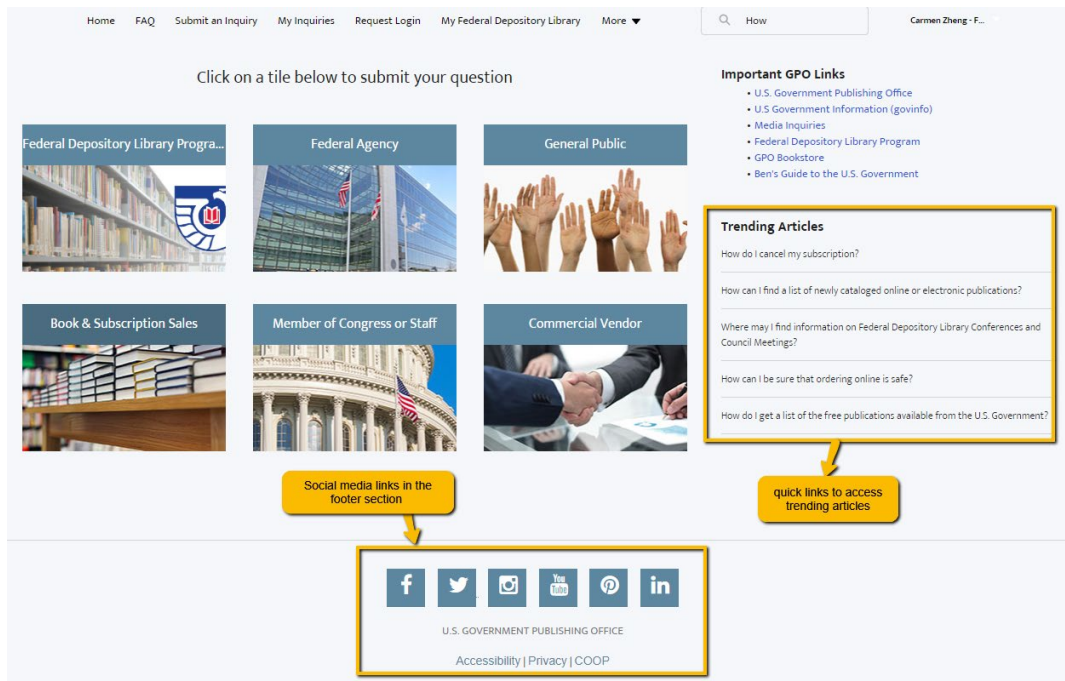 Home FAQ Submit an Inquiry My Inquiries Request Login My Federal Depository Library More How Carmen Zheng - F...
Click on a tile below to submit your question
Federal Depository Library Progra...
Federal Agency
General Public
Book & Subscription Sales
Member of Congress or Staff
Commercial Vendor
Important GPO Links
• U.S. Government Publishing Office
• U.S Government Information (govinfo)
• Media Inquiries
• Federal Depository Library Program
• GPO Bookstore
• Ben's Guide to the U.S. Government
Trending Articles
How do I cancel my subscription?
How can I find a list of newly cataloged online or electronic publications?
Where may I find information on Federal Depository Library Conferences and
Council Meetings?
How can I be sure that ordering online is safe?
How do I get a list of the free publications available from the U.S. Government?
Social media links in the
footer section
quick links to access
trending articles
You
Tube
in
U.S. GOVERNMENT PUBLISHING OFFICE
Accessibility | Privacy | COOP